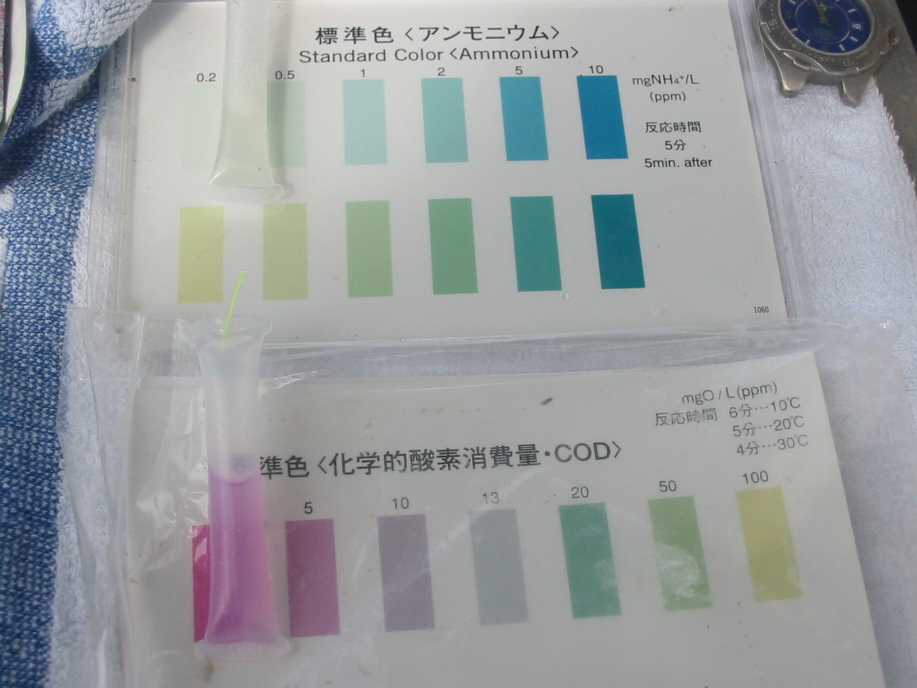 標準色〈アンモニウム〉
Standard Color〈Ammonium〉
0.2 0.5 1 2 5 10 mgNH₄⁺/L
(ppm)
反応時間
5分
5min. after
1060
mgO/L(ppm)
反応時間 6分…10℃
5分…20℃
4分…30℃
準色〈化学的酸素消費量・COD〉
5 10 13 20 50 100